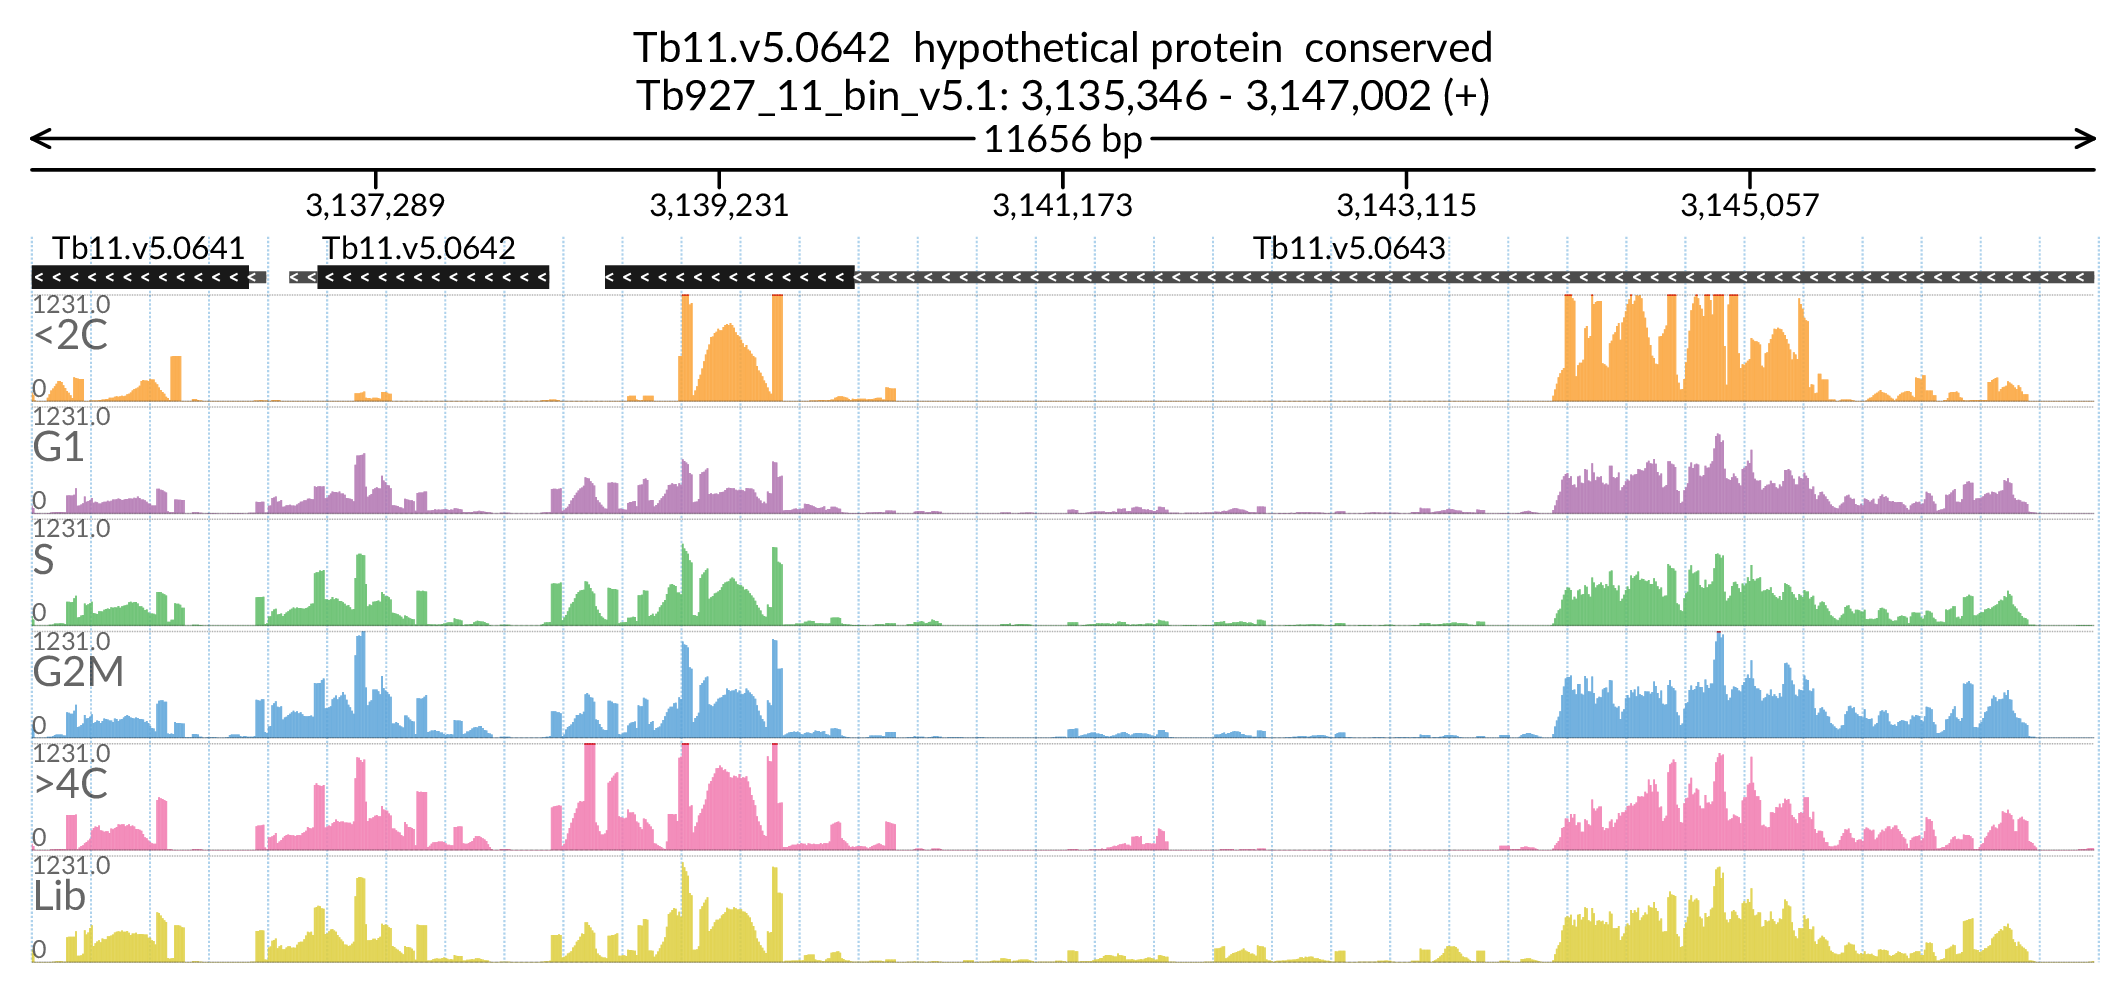 Tb11.v5.0642  hypothetical protein  conserved
Tb927_11_bin_v5.1: 3,135,346 - 3,147,002 (+)
11656 bp
3,137,289 3,139,231 3,141,173 3,143,115 3,145,057
Tb11.v5.0641 Tb11.v5.0642 Tb11.v5.0643
1231.0
<2C
0
1231.0
G1
0
1231.0
S
0
1231.0
G2M
0
1231.0
>4C
0
1231.0
Lib
0